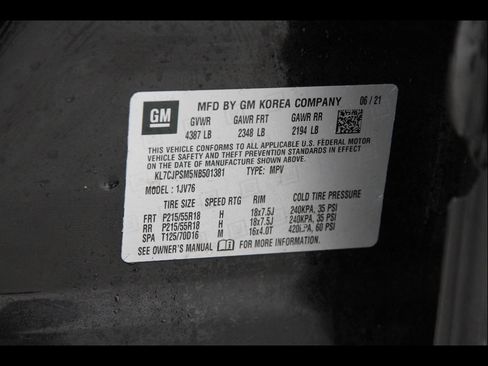 GM
MFD BY GM KOREA COMPANY 06 / 21
GVWR GAWR FRT GAWR RR
4387 LB 2348 LB 2194 LB
THIS VEHICLE CONFORMS TO ALL APPLICABLE U.S. FEDERAL MOTOR
VEHICLE SAFETY, BUMPER, AND THEFT PREVENTION STANDARDS
IN EFFECT ON THE DATE OF MANUFACTURE SHOWN ABOVE.
KL7CJPSM5NB501381 TYPE: MPV
MODEL : 1JV76
TIRE SIZE SPEED RTG RIM COLD TIRE PRESSURE
FRT P215/55R18 H 18x7.5J 240KPA, 35 PSI
RR P215/55R18 H 18x7.5J 240KPA, 35 PSI
SPA T125/70D16 M 16x4.0T 420KPA, 60 PSI
SEE OWNER'S MANUAL FOR MORE INFORMATION.